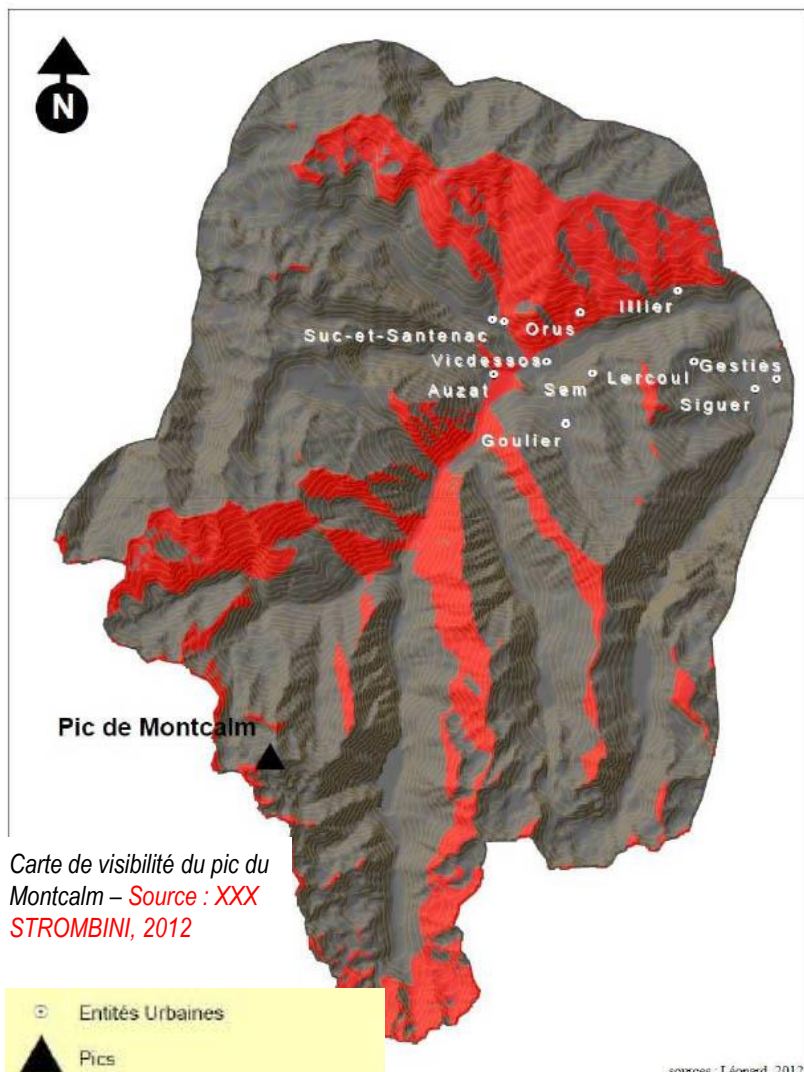 N
Illier
Orus
Suc-et-Santenac
Vicdessos
Gestiès
Lercoul
Auzat
Sem
Siguer
Goulier
Pic de Montcalm
Carte de visibilité du pic du
Montcalm – Source : XXX
STROMBINI, 2012
Entités Urbaines
Pics
sources : Léonard, 2012